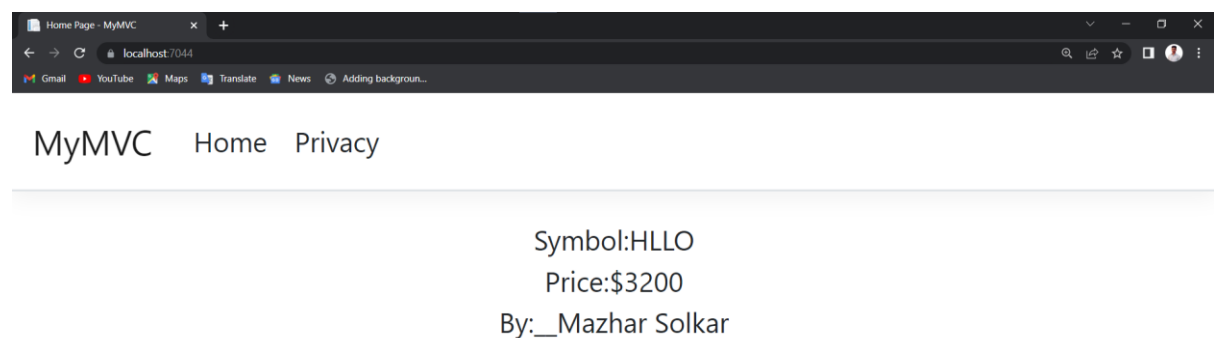 Home Page - MyMVC
localhost:7044
Gmail YouTube Maps Translate News Adding backgroun...
MyMVC Home Privacy
Symbol:HLLO
Price:$3200
By:__Mazhar Solkar